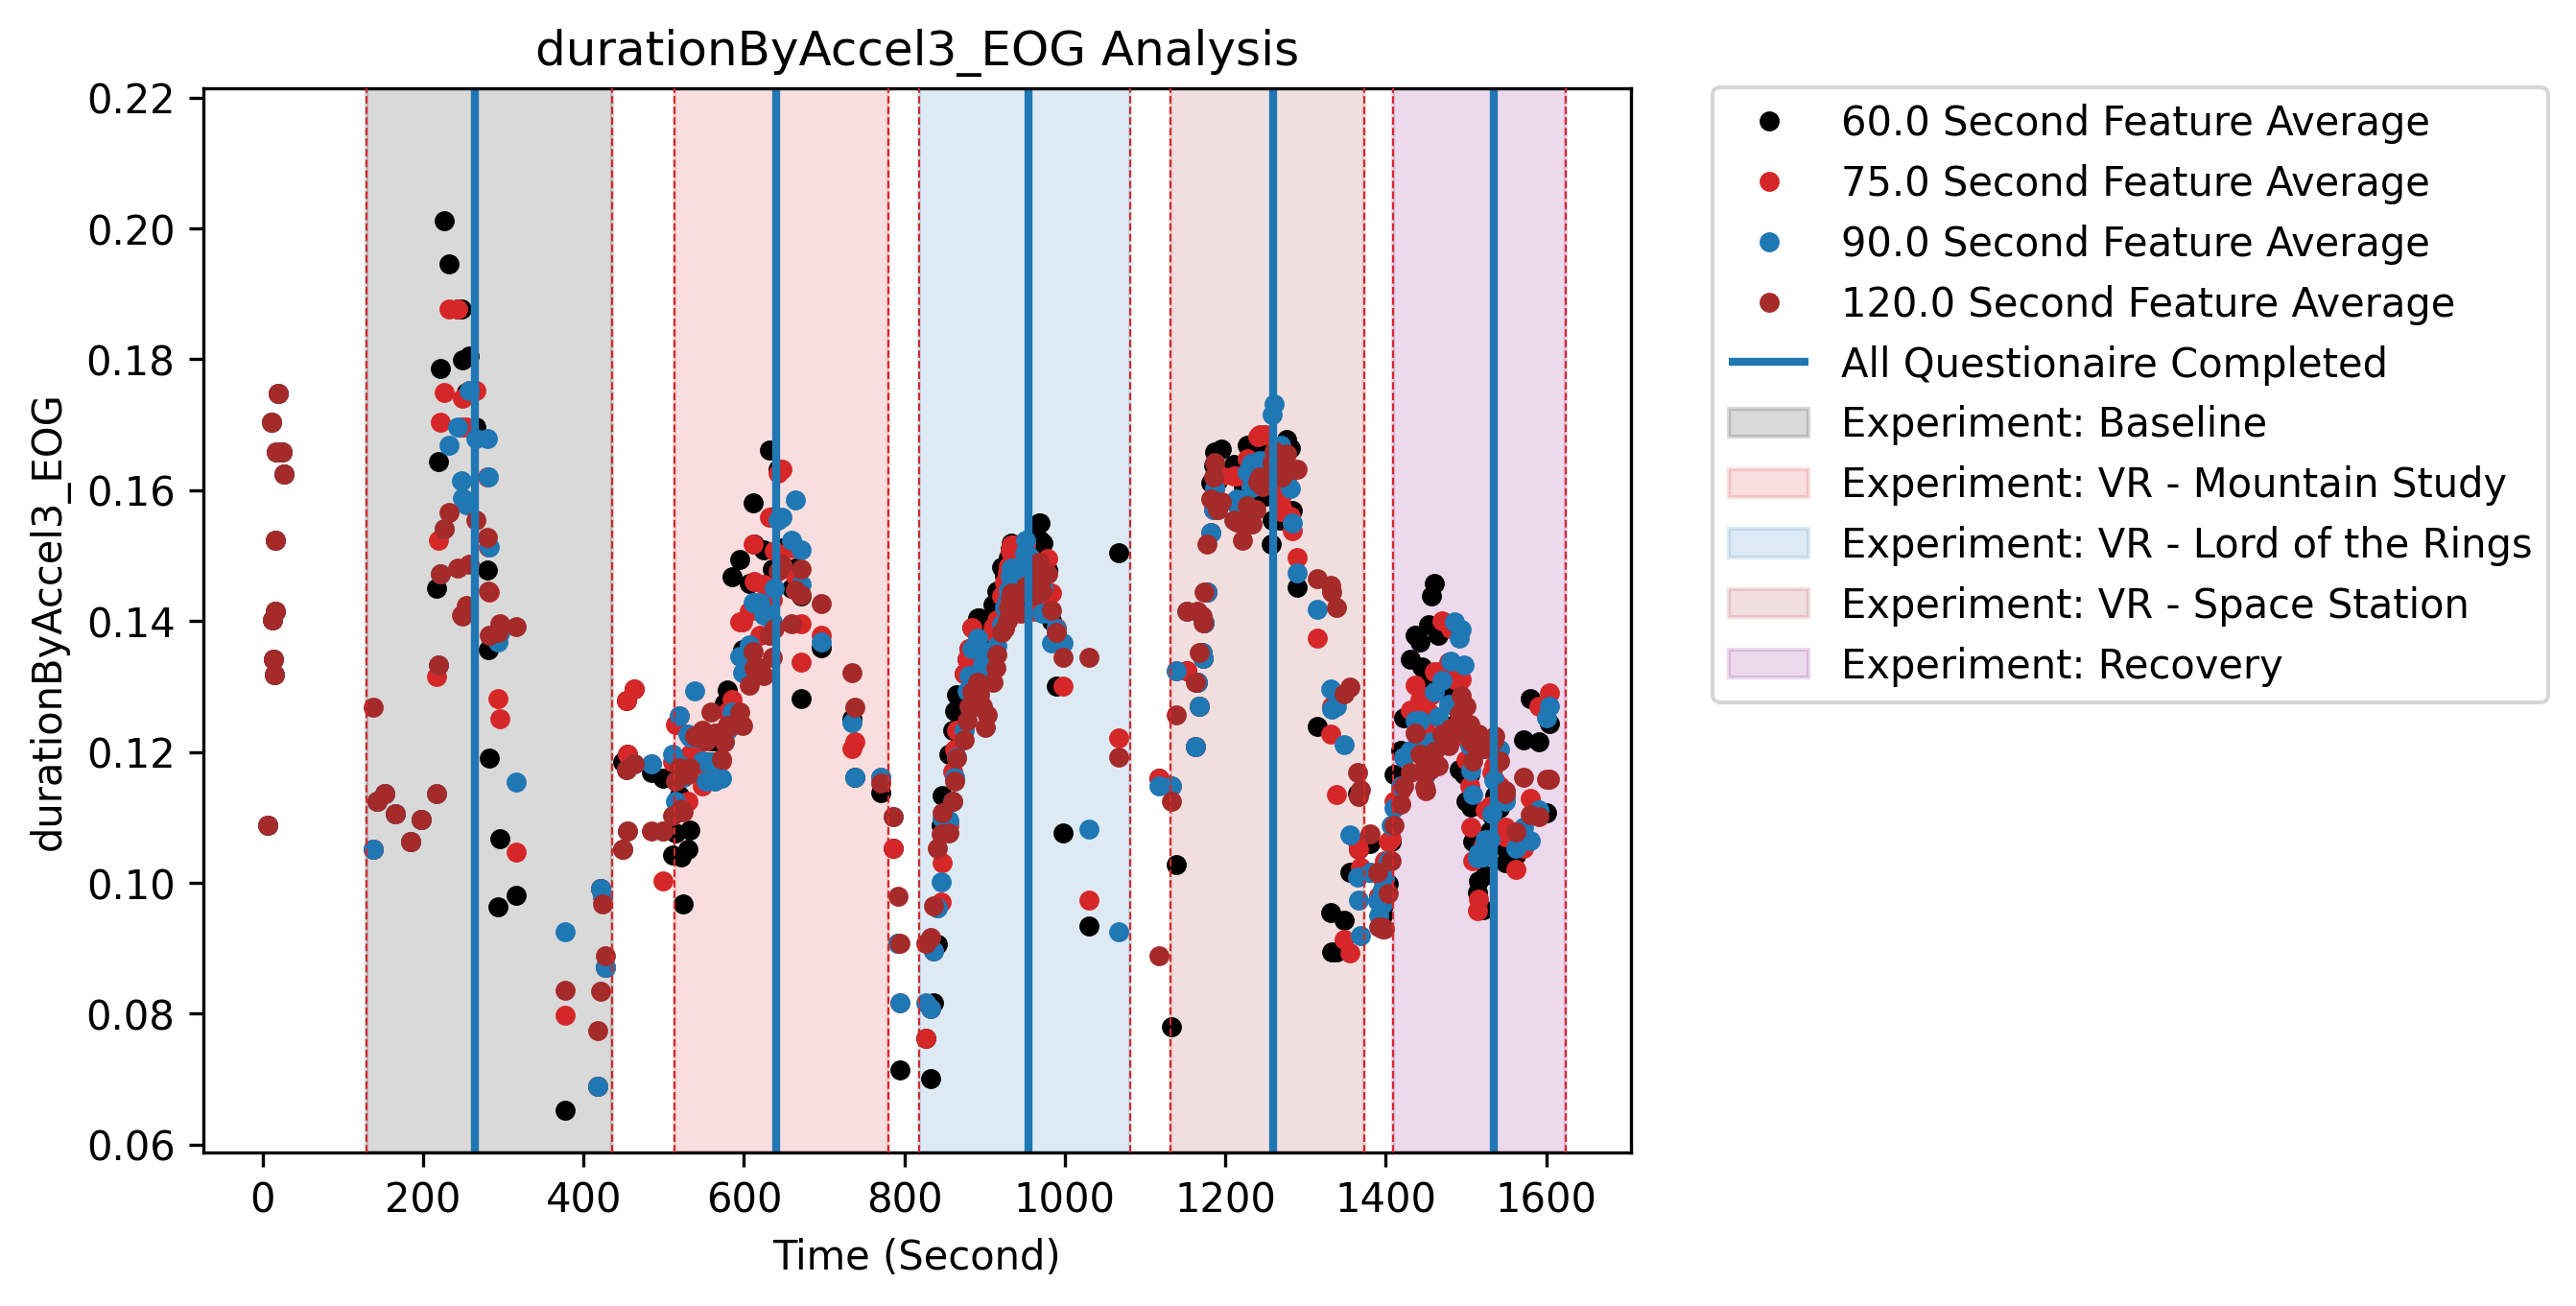 durationByAccel3_EOG Analysis
durationByAccel3_EOG
0.22
0.20
0.18
0.16
0.14
0.12
0.10
0.08
0.06
0 200 400 600 800 1000 1200 1400 1600
Time (Second)
60.0 Second Feature Average
75.0 Second Feature Average
90.0 Second Feature Average
120.0 Second Feature Average
All Questionaire Completed
Experiment: Baseline
Experiment: VR - Mountain Study
Experiment: VR - Lord of the Rings
Experiment: VR - Space Station
Experiment: Recovery